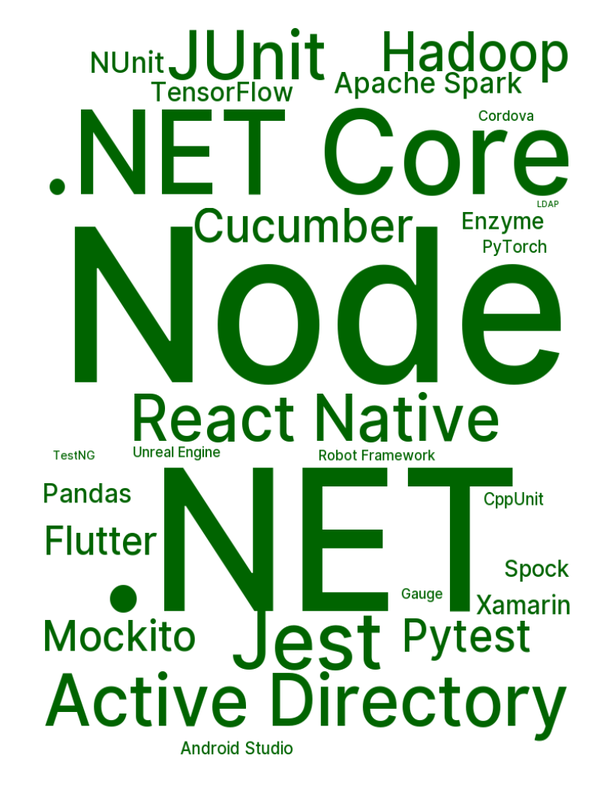 JUnit
Hadoop
NUnit
Apache Spark
TensorFlow
Cordova
.NET Core
LDAP
Cucumber
Enzyme
PyTorch
Node
React Native
TestNG
Unreal Engine
Robot Framework
Pandas
CppUnit
Flutter
.NET
Spock
Gauge
Xamarin
Mockito
Jest
Pytest
Active Directory
Android Studio